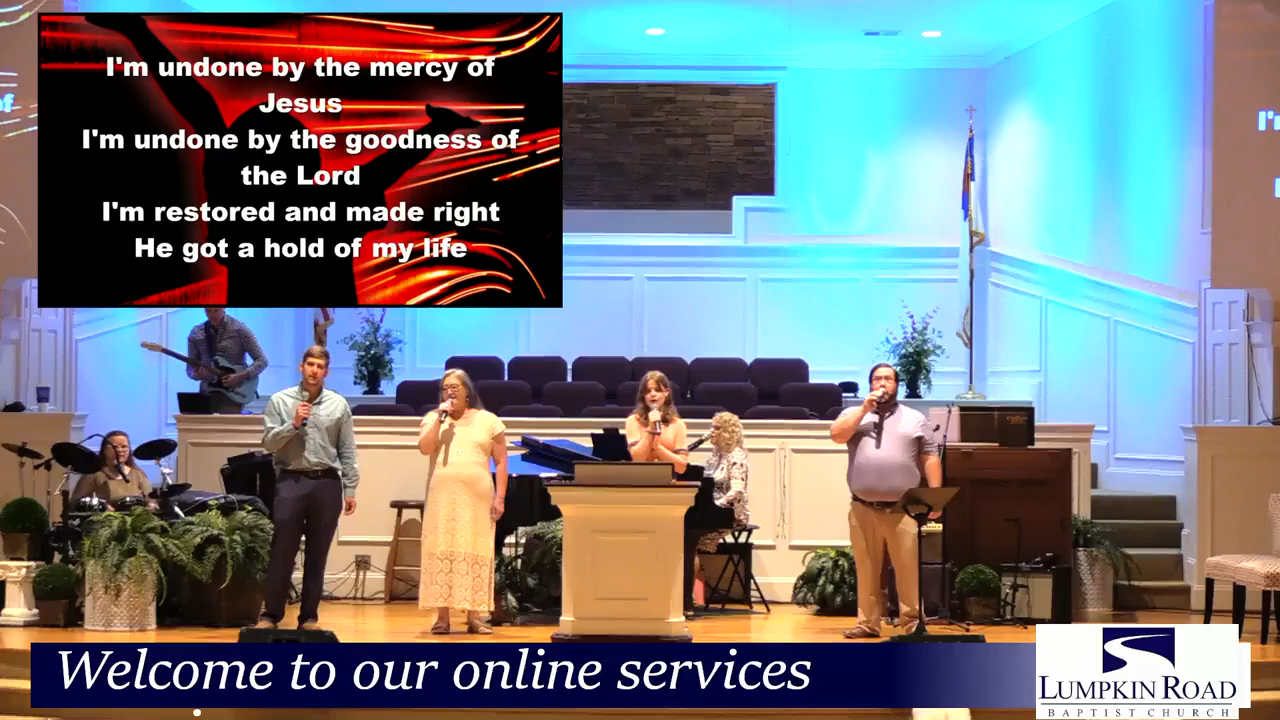 I'm undone by the mercy of
Jesus
I'm undone by the goodness of
the Lord
I'm restored and made right
He got a hold of my life
of
I'
Welcome to our online services
LUMPKIN ROAD
BAPTIST CHURCH